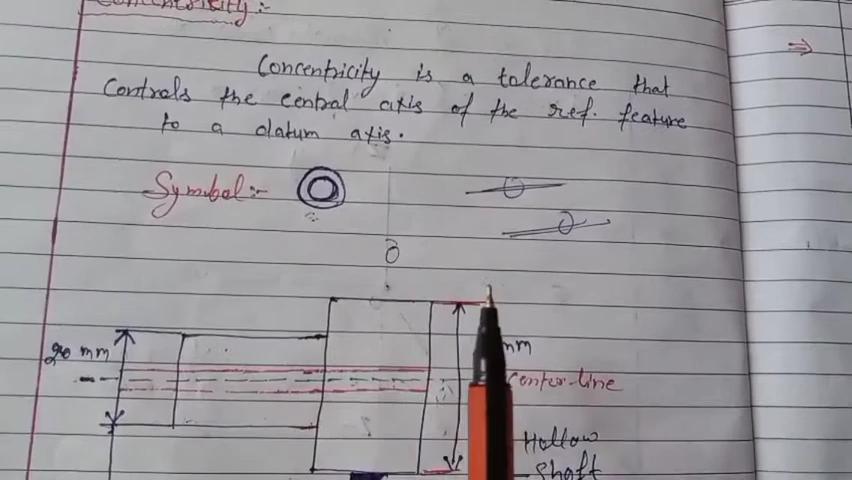 Concentricity:-
Concentricity is a tolerance that
Controls the central axis of the ref. feature
to a datum axis.
Symbol:-
20 mm
mm
Center-line
Hollow
Shaft